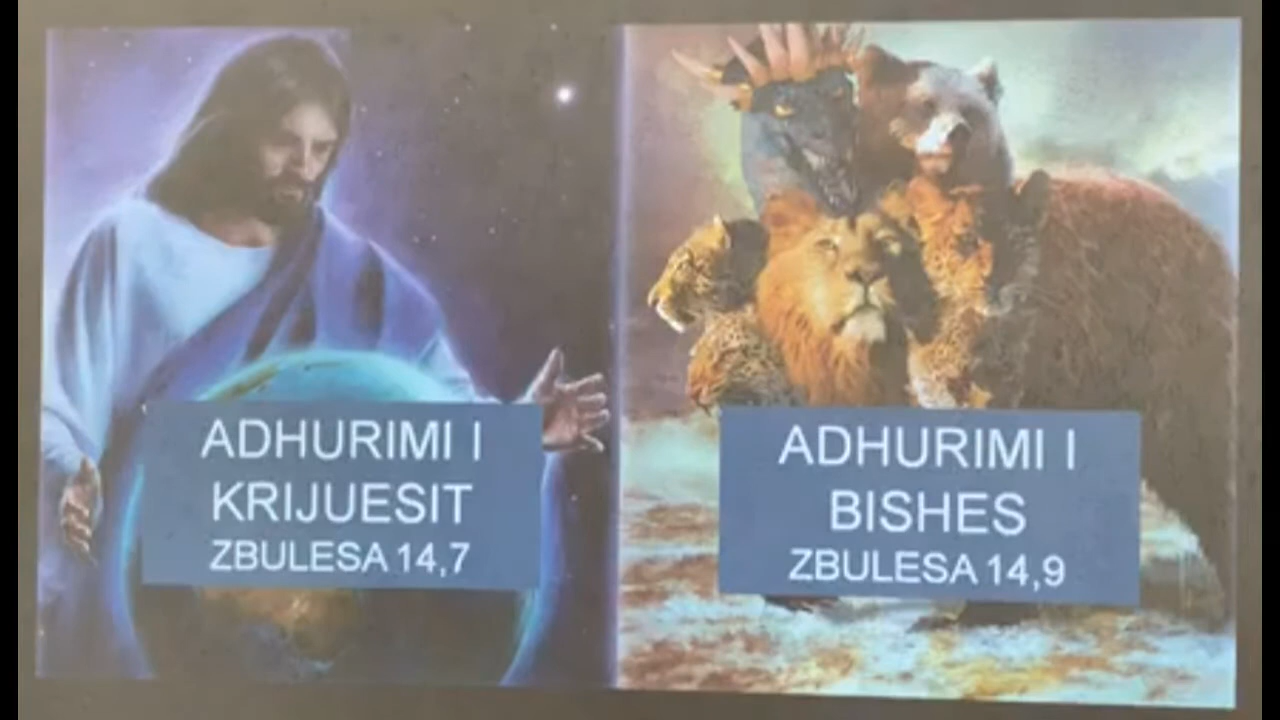 ADHURIMI I
KRIJUESIT
ZBULESA 14,7
ADHURIMI I
BISHES
ZBULESA 14,9